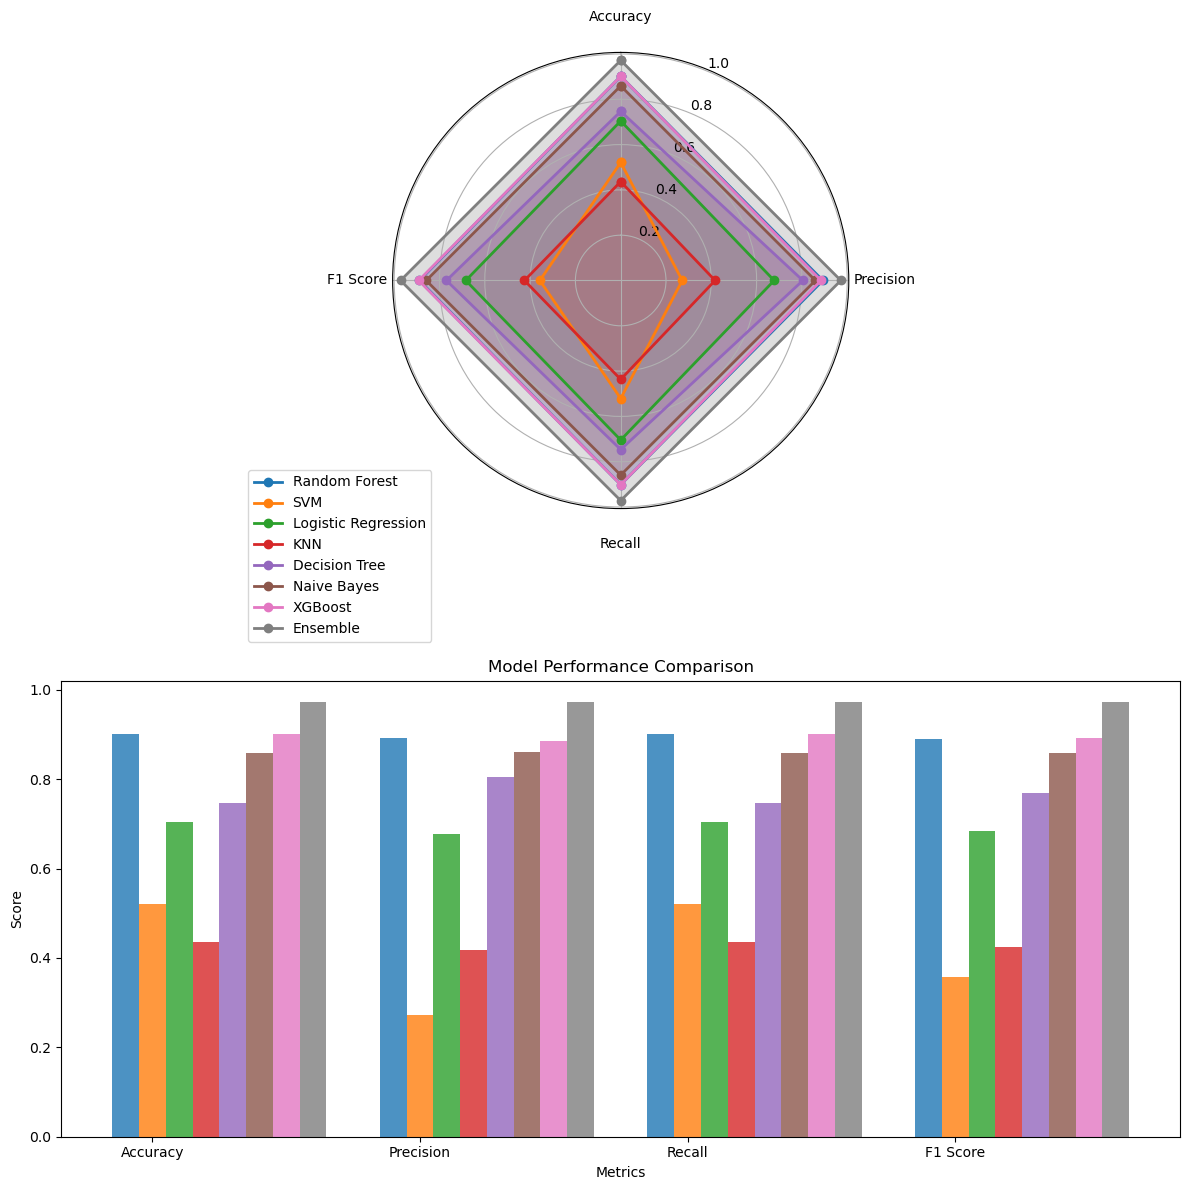 Accuracy
1.0
0.8
0.6
0.4
0.2
F1 Score
Precision
Recall
Random Forest
SVM
Logistic Regression
KNN
Decision Tree
Naive Bayes
XGBoost
Ensemble
Model Performance Comparison
1.0
0.8
0.6
0.4
0.2
0.0
Score
Accuracy
Precision
Recall
F1 Score
Metrics